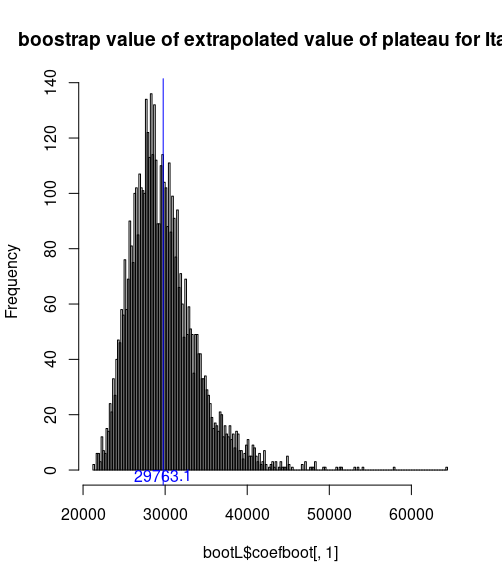 boostrap value of extrapolated value of plateau for Ita
140
120
100
80
60
40
20
0
Frequency
29763.1
20000 30000 40000 50000 60000
bootL$coefboot[, 1]